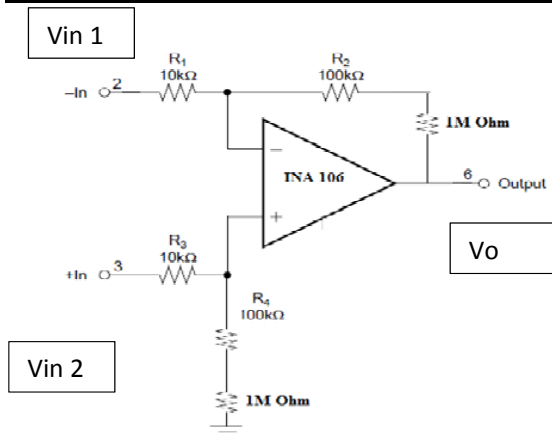 Vin 1
R1
10kΩ
R2
100kΩ
–In
2
1M Ohm
–
INA 106
6
Output
+
Vo
R3
10kΩ
+In
3
R4
100kΩ
Vin 2
1M Ohm